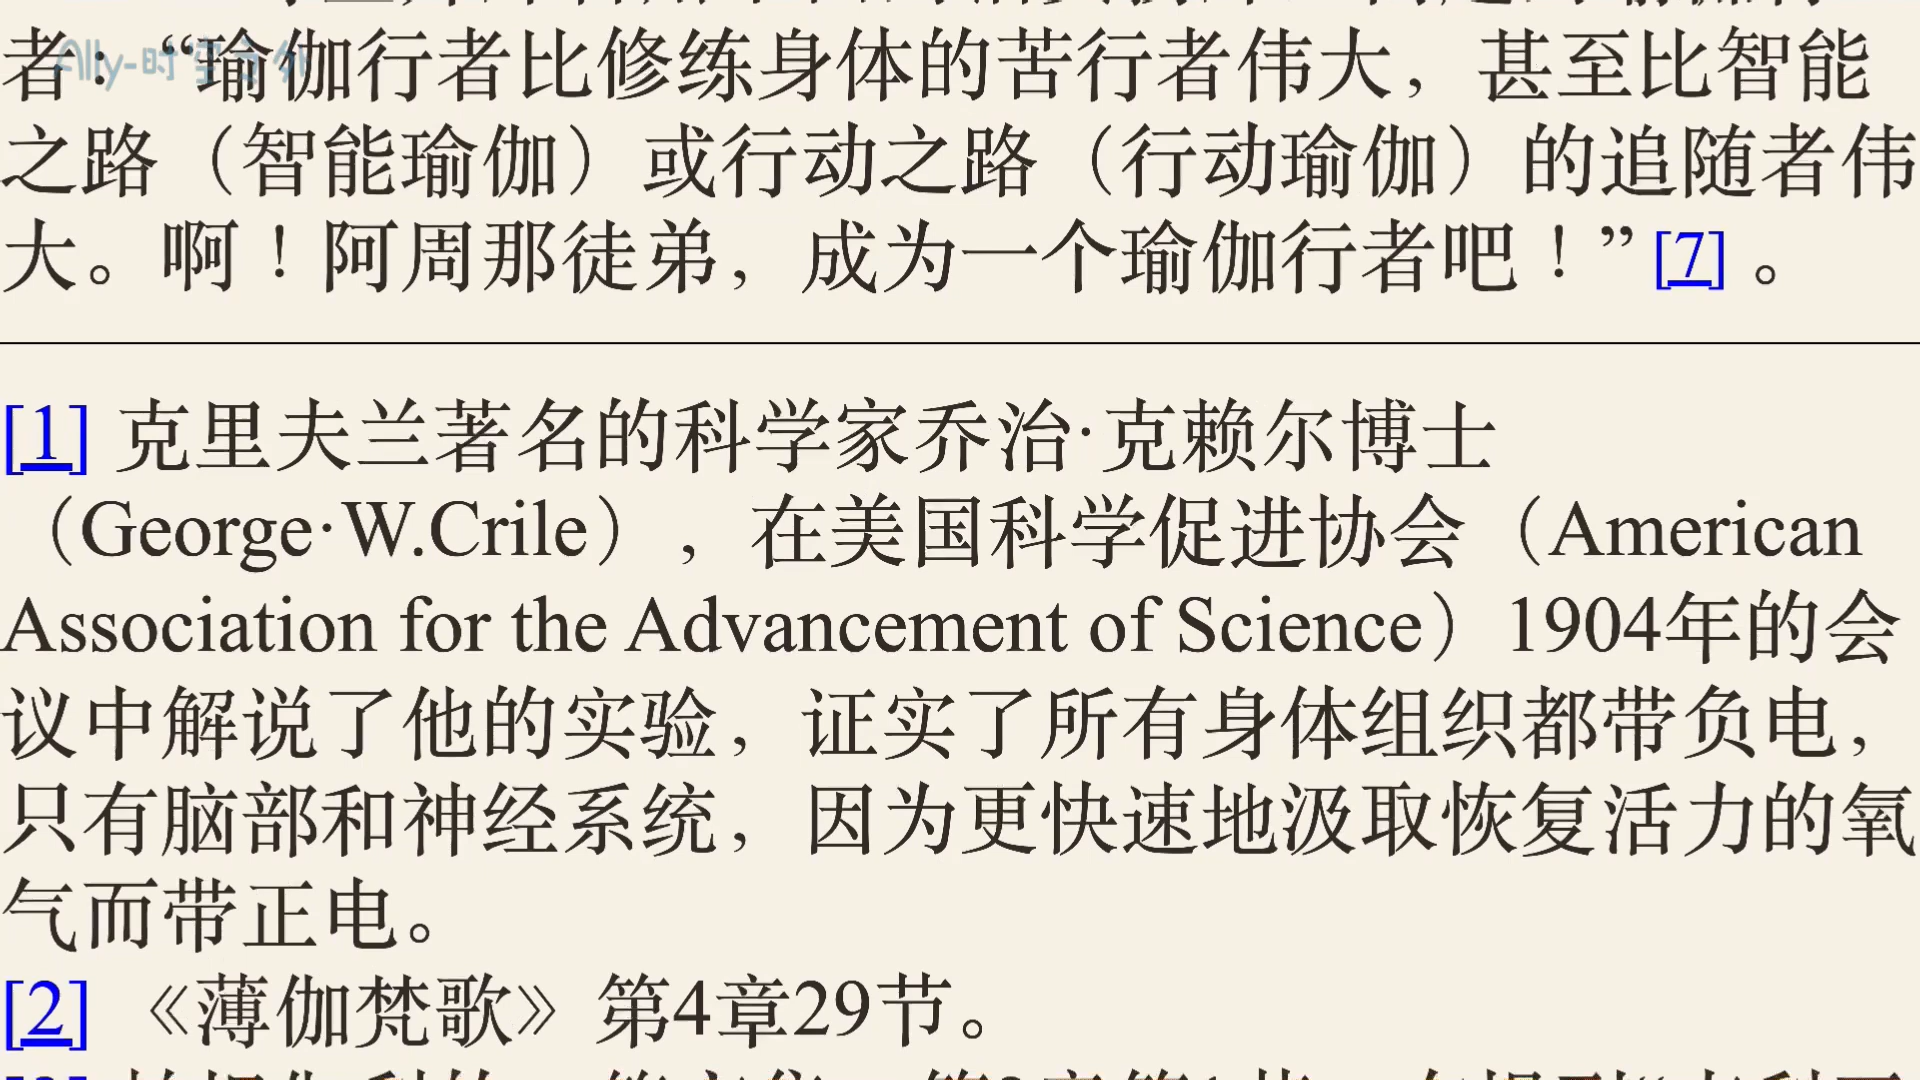 者：“瑜伽行者比修练身体的苦行者伟大，甚至比智能
之路（智能瑜伽）或行动之路（行动瑜伽）的追随者伟
大。啊！阿周那徒弟，成为一个瑜伽行者吧！”[7]。
[1] 克里夫兰著名的科学家乔治·克赖尔博士
（George·W.Crile），在美国科学促进协会（American
Association for the Advancement of Science）1904年的会
议中解说了他的实验，证实了所有身体组织都带负电，
只有脑部和神经系统，因为更快速地汲取恢复活力的氧
气而带正电。
[2] 《薄伽梵歌》第4章29节。